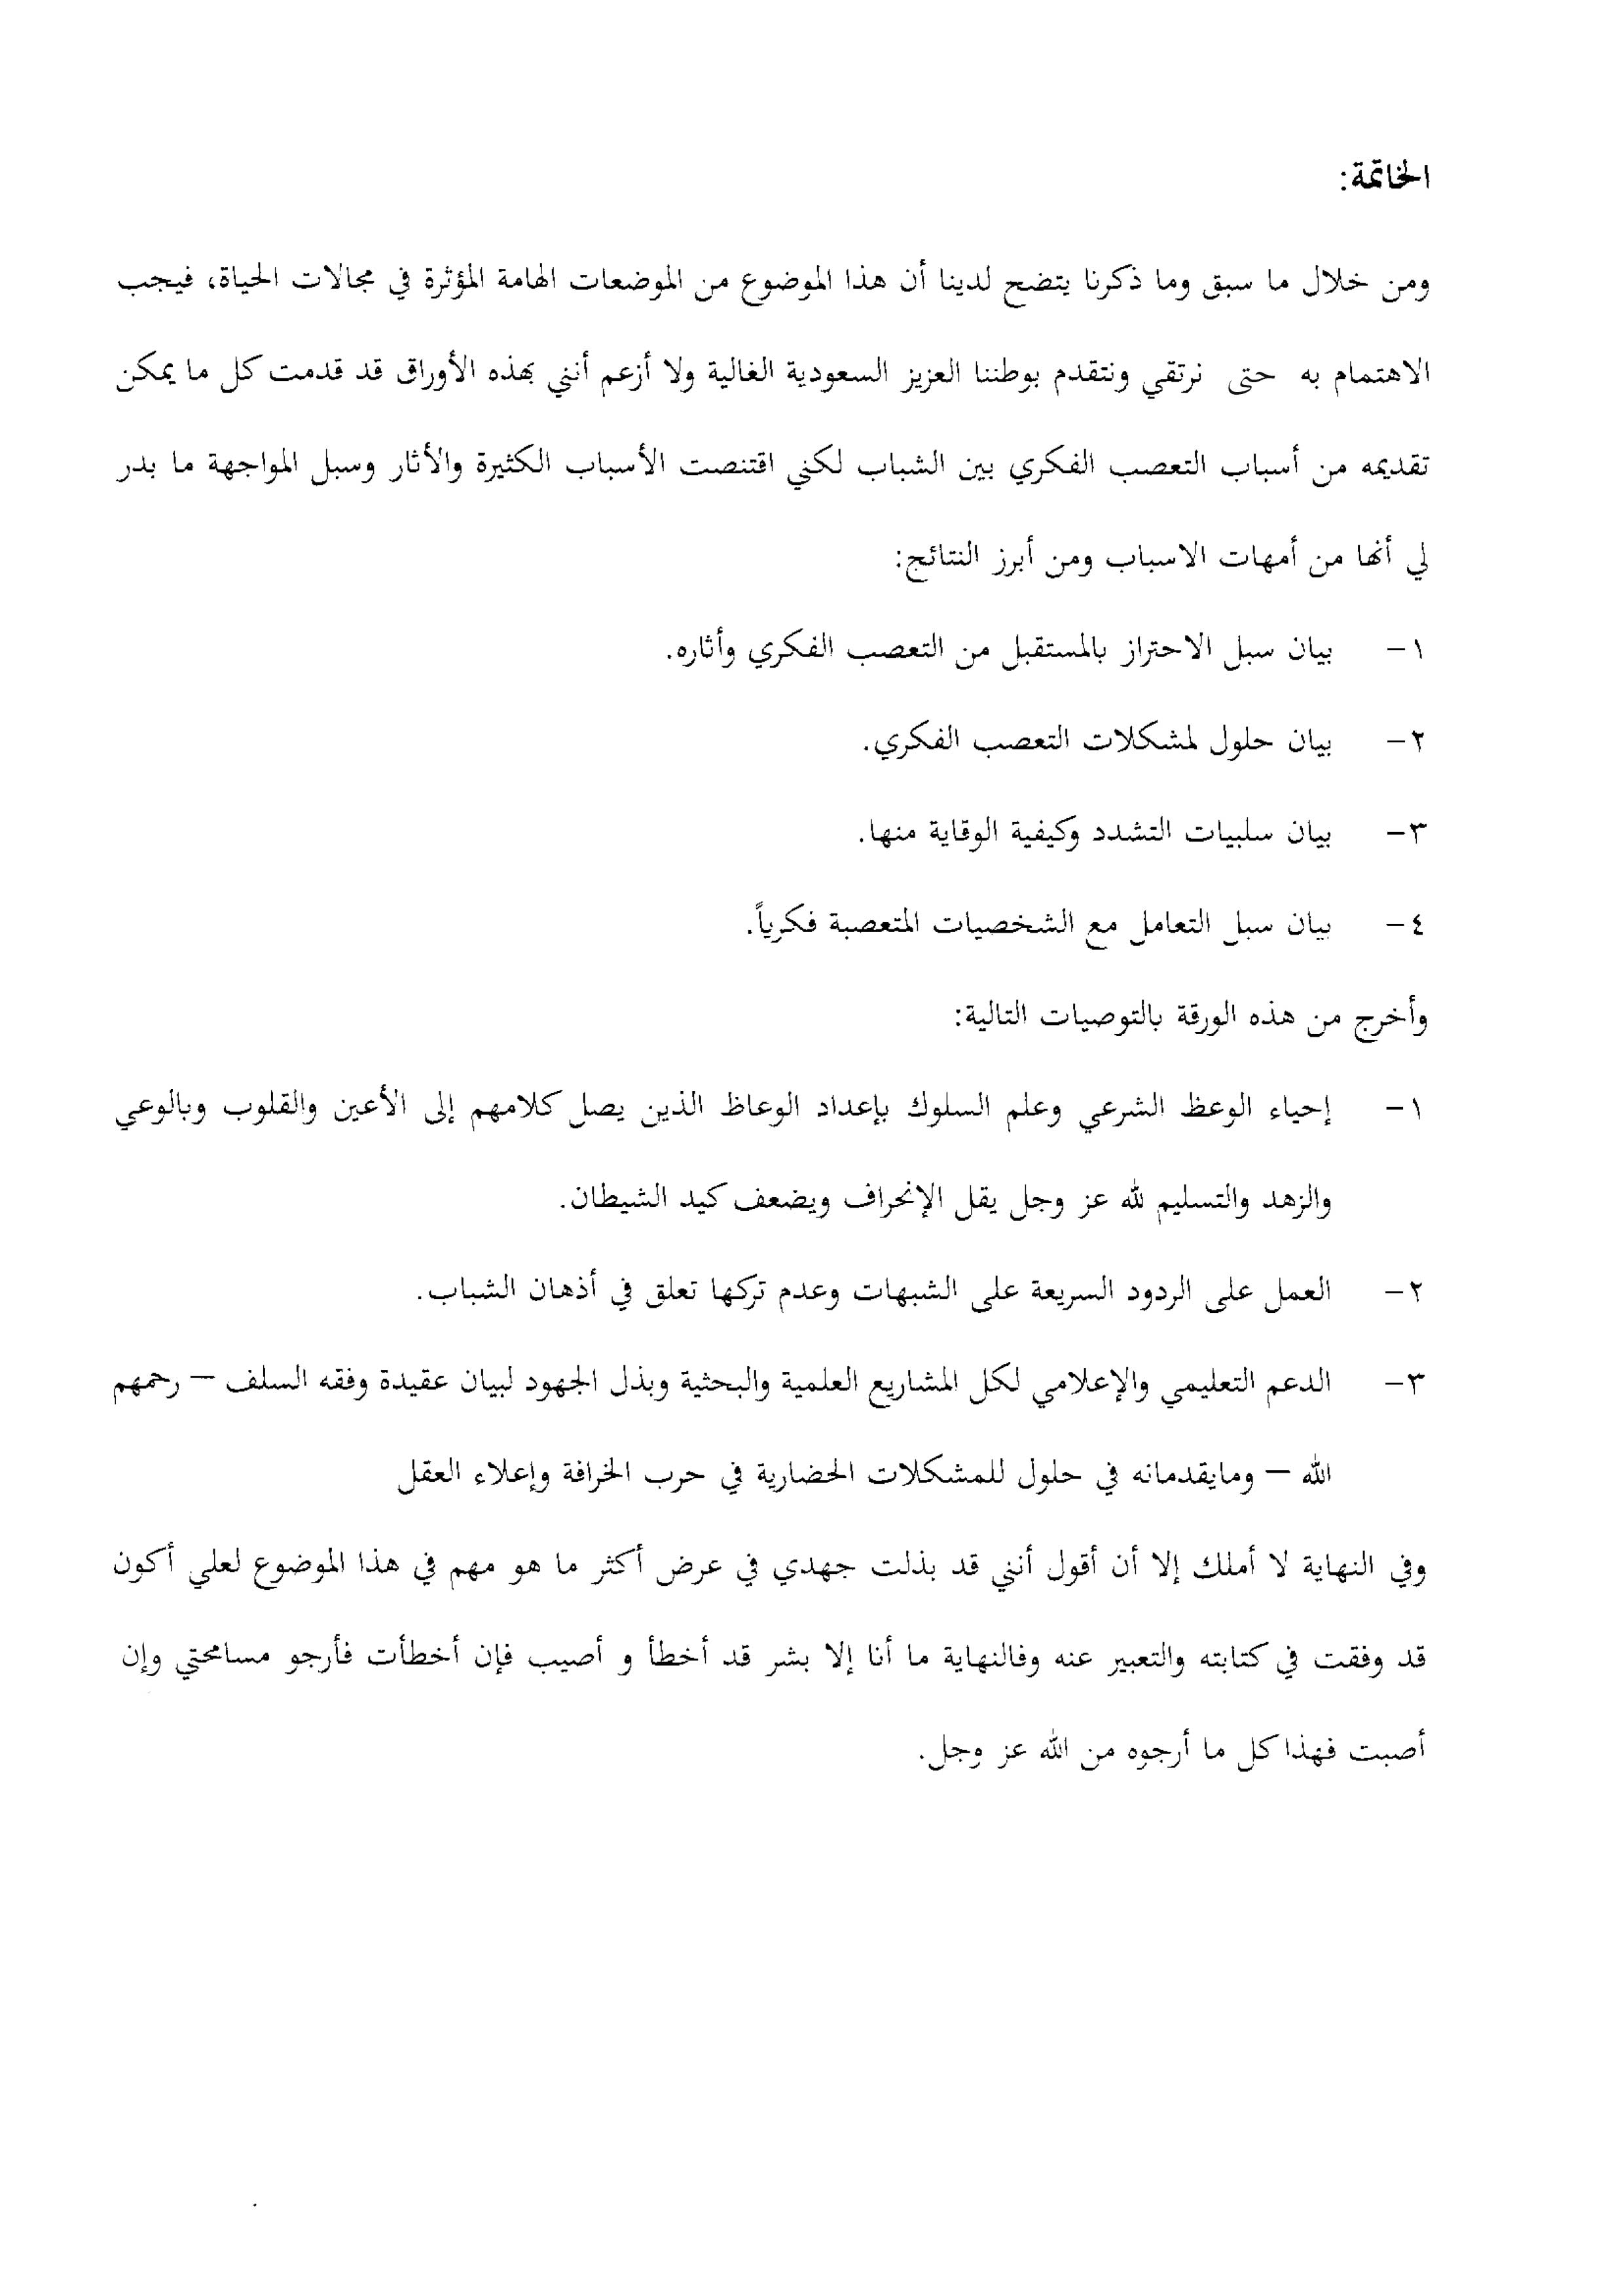 الخاتمة:
ومن خلال ما سبق وما ذكرنا يتضح لدينا أن هذا الموضوع من الموضعات الهامة المؤثرة في مجالات الحياة، فيجب
الاهتمام به حتى نرتقي ونتقدم بوطننا العزيز السعودية الغالية ولا أزعم أنني بهذه الأوراق قد قدمت كل ما يمكن
تقديمه من أسباب التعصب الفكري بين الشباب لكني اقتنصت الأسباب الكثيرة والأثار وسبل المواجهة ما بدر
لي أنها من أمهات الاسباب ومن أبرز النتائج:
١- بيان سبل الاحتراز بالمستقبل من التعصب الفكري وأثاره.
٢- بيان حلول لمشكلات التعصب الفكري.
٣- بيان سلبيات التشدد وكيفية الوقاية منها.
٤- بيان سبل التعامل مع الشخصيات المتعصبة فكرياً.
وأخرج من هذه الورقة بالتوصيات التالية:
١- إحياء الوعظ الشرعي وعلم السلوك بإعداد الوعاظ الذين يصل كلامهم إلى الأعين والقلوب وبالوعي
والزهد والتسليم لله عز وجل يقل الإنحراف ويضعف كيد الشيطان.
٢- العمل على الردود السريعة على الشبهات وعدم تركها تعلق في أذهان الشباب.
٣- الدعم التعليمي والإعلامي لكل المشاريع العلمية والبحثية وبذل الجهود لبيان عقيدة وفقه السلف – رحمهم
الله – ومايقدمانه في حلول للمشكلات الحضارية في حرب الخرافة وإعلاء العقل
وفي النهاية لا أملك إلا أن أقول أنني قد بذلت جهدي في عرض أكثر ما هو مهم في هذا الموضوع لعلي أكون
قد وفقت في كتابته والتعبير عنه وفالنهاية ما أنا إلا بشر قد أخطأ و أصيب فإن أخطأت فأرجو مسامحتي وإن
أصبت فهذا كل ما أرجوه من الله عز وجل.